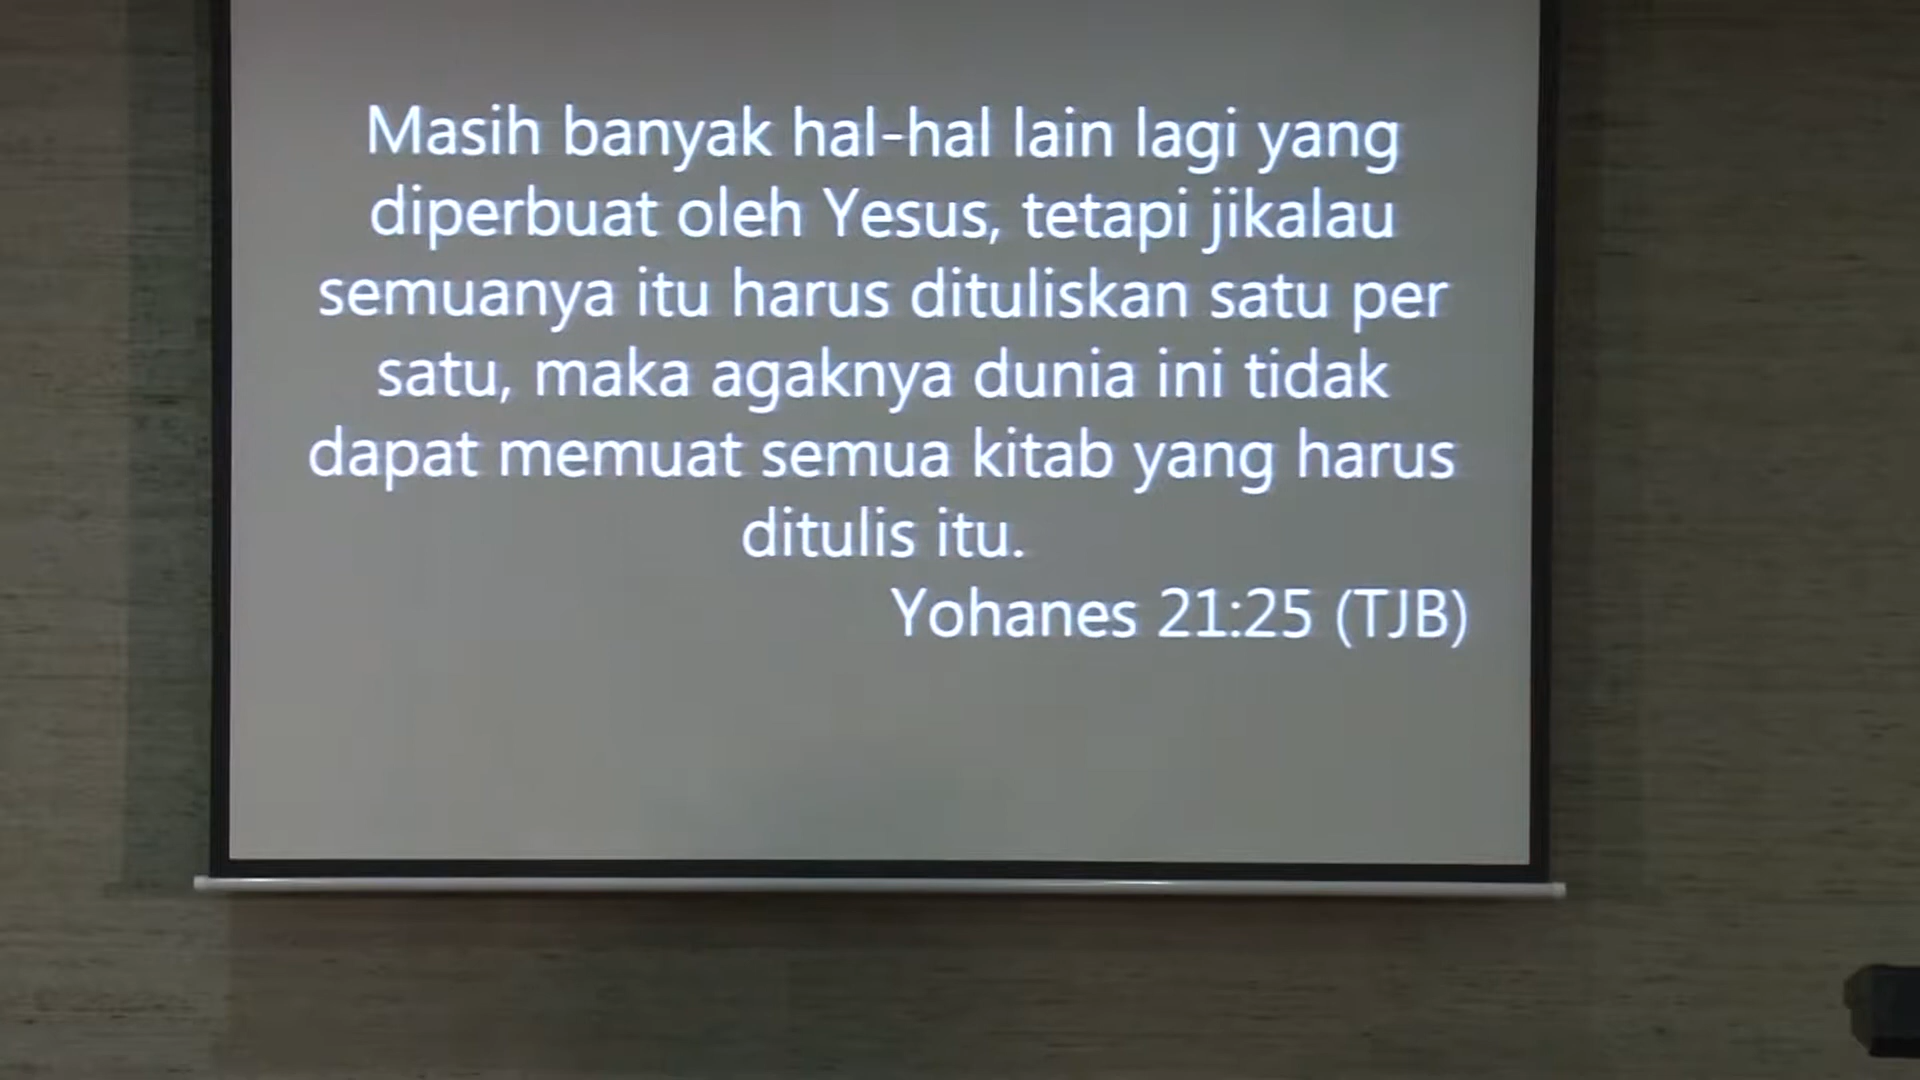 Masih banyak hal-hal lain lagi yang
diperbuat oleh Yesus, tetapi jikalau
semuanya itu harus dituliskan satu per
satu, maka agaknya dunia ini tidak
dapat memuat semua kitab yang harus
ditulis itu.
Yohanes 21:25 (TJB)